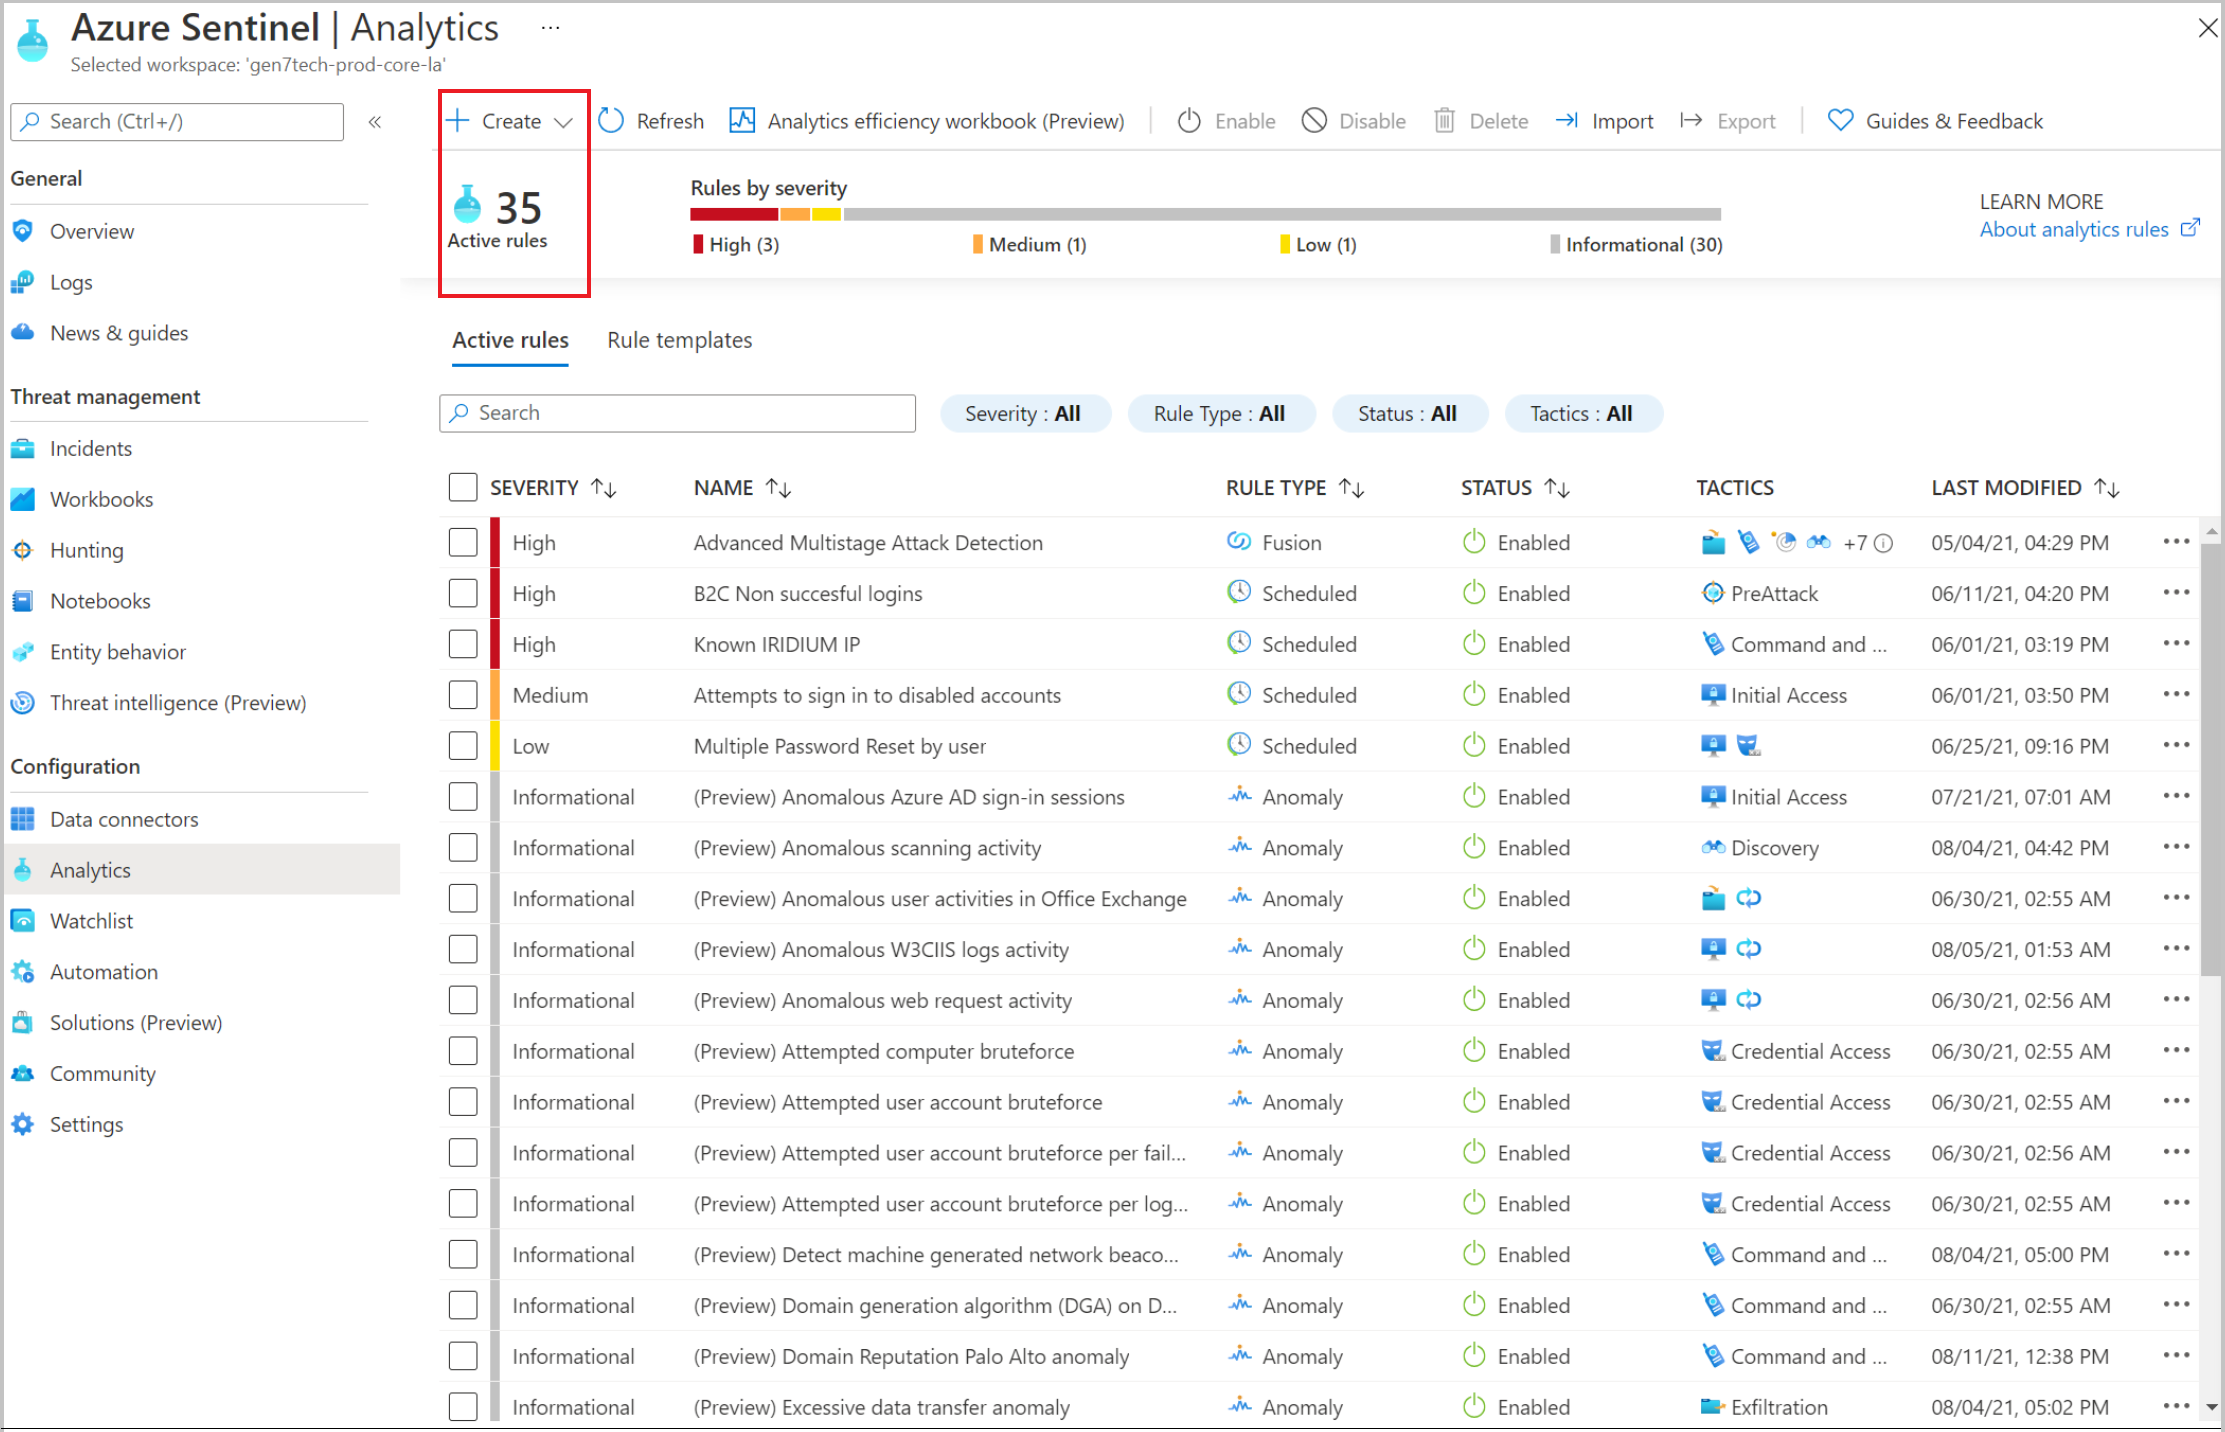 Azure Sentinel | Analytics ···
Selected workspace: 'gen7tech-prod-core-la'
Search (Ctrl+/)
«
General
Overview
Logs
News & guides
Threat management
Incidents
Workbooks
Hunting
Notebooks
Entity behavior
Threat intelligence (Preview)
Configuration
Data connectors
Analytics
Watchlist
Automation
Solutions (Preview)
Community
Settings
Create Refresh Analytics efficiency workbook (Preview) Enable Disable Delete Import Export Guides & Feedback
35
Active rules
Rules by severity
High (3) Medium (1) Low (1) Informational (30)
LEARN MORE
About analytics rules
Active rules Rule templates
Search Severity : All Rule Type : All Status : All Tactics : All
SEVERITY NAME RULE TYPE STATUS TACTICS LAST MODIFIED
High Advanced Multistage Attack Detection Fusion Enabled +7 05/04/21, 04:29 PM
High B2C Non succesful logins Scheduled Enabled PreAttack 06/11/21, 04:20 PM
High Known IRIDIUM IP Scheduled Enabled Command and ... 06/01/21, 03:19 PM
Medium Attempts to sign in to disabled accounts Scheduled Enabled Initial Access 06/01/21, 03:50 PM
Low Multiple Password Reset by user Scheduled Enabled 06/25/21, 09:16 PM
Informational (Preview) Anomalous Azure AD sign-in sessions Anomaly Enabled Initial Access 07/21/21, 07:01 AM
Informational (Preview) Anomalous scanning activity Anomaly Enabled Discovery 08/04/21, 04:42 PM
Informational (Preview) Anomalous user activities in Office Exchange Anomaly Enabled 06/30/21, 02:55 AM
Informational (Preview) Anomalous W3CIIS logs activity Anomaly Enabled 08/05/21, 01:53 AM
Informational (Preview) Anomalous web request activity Anomaly Enabled 06/30/21, 02:56 AM
Informational (Preview) Attempted computer bruteforce Anomaly Enabled Credential Access 06/30/21, 02:55 AM
Informational (Preview) Attempted user account bruteforce Anomaly Enabled Credential Access 06/30/21, 02:55 AM
Informational (Preview) Attempted user account bruteforce per fail... Anomaly Enabled Credential Access 06/30/21, 02:56 AM
Informational (Preview) Attempted user account bruteforce per log... Anomaly Enabled Credential Access 06/30/21, 02:55 AM
Informational (Preview) Detect machine generated network beaco... Anomaly Enabled Command and ... 08/04/21, 05:00 PM
Informational (Preview) Domain generation algorithm (DGA) on D... Anomaly Enabled Command and ... 06/30/21, 02:55 AM
Informational (Preview) Domain Reputation Palo Alto anomaly Anomaly Enabled Command and ... 08/11/21, 12:38 PM
Informational (Preview) Excessive data transfer anomaly Anomaly Enabled Exfiltration 08/04/21, 05:02 PM